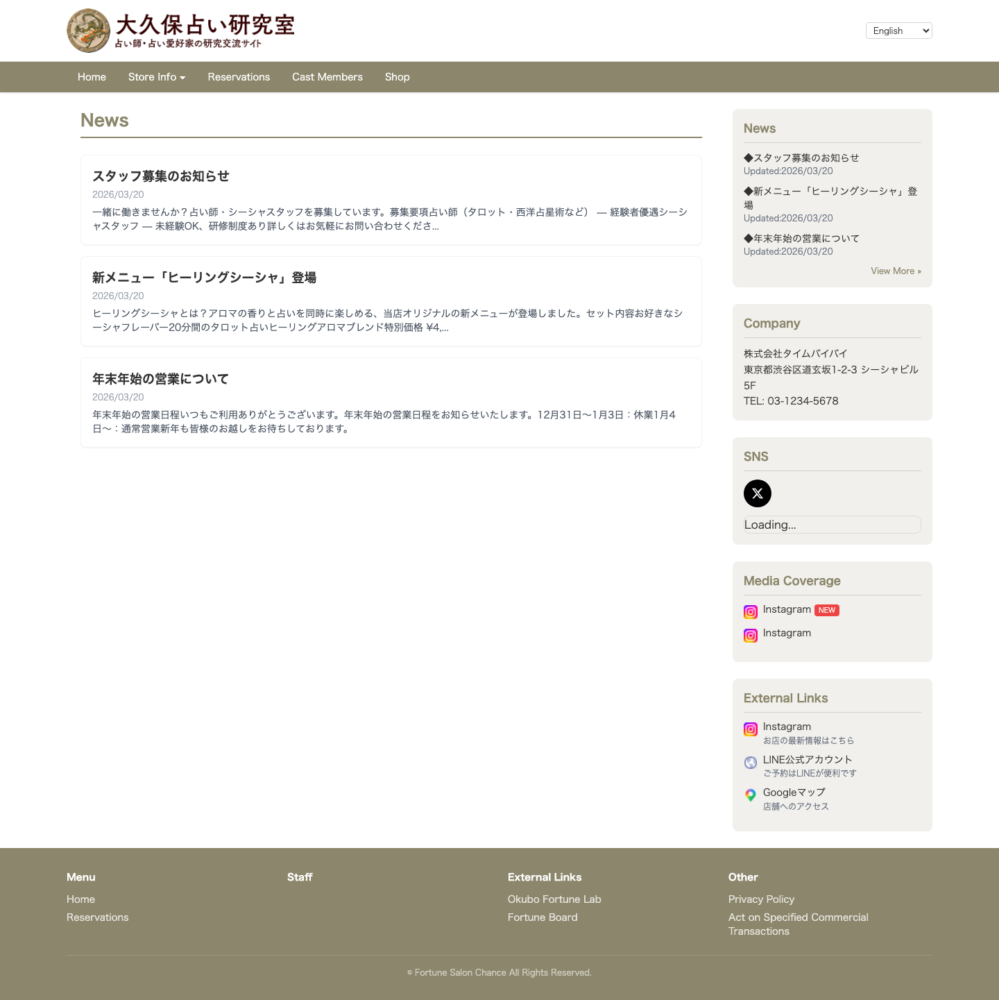 大久保占い研究室
占い師・占い愛好家の研究交流サイト
English
Home
Store Info
Reservations
Cast Members
Shop
News
スタッフ募集のお知らせ
2026/03/20
一緒に働きませんか？占い師・シーシャスタッフを募集しています。募集要項占い師（タロット・西洋占星術など） — 経験者優遇シーシ
ャスタッフ — 未経験OK、研修制度あり詳しくはお気軽にお問い合わせくださ...
新メニュー「ヒーリングシーシャ」登場
2026/03/20
ヒーリングシーシャとは？アロマの香りと占いを同時に楽しめる、当店オリジナルの新メニューが登場しました。セット内容お好きなシ
ーシャフレーバー20分間のタロット占いヒーリングアロマブレンド特別価格 ¥4,...
年末年始の営業について
2026/03/20
年末年始の営業日程いつもご利用ありがとうございます。年末年始の営業日程をお知らせいたします。12月31日〜1月3日：休業1月4
日〜：通常営業新年も皆様のお越しをお待ちしております。
News
◆スタッフ募集のお知らせ
Updated:2026/03/20
◆新メニュー「ヒーリングシーシャ」登
場
Updated:2026/03/20
◆年末年始の営業について
Updated:2026/03/20
View More »
Company
株式会社タイムバイバイ
東京都渋谷区道玄坂1-2-3 シーシャビル
5F
TEL: 03-1234-5678
SNS
Loading...
Media Coverage
Instagram NEW
Instagram
External Links
Instagram
お店の最新情報はこちら
LINE公式アカウント
ご予約はLINEが便利です
Googleマップ
店舗へのアクセス
Menu
Home
Reservations
Staff
External Links
Okubo Fortune Lab
Fortune Board
Other
Privacy Policy
Act on Specified Commercial
Transactions
© Fortune Salon Chance All Rights Reserved.